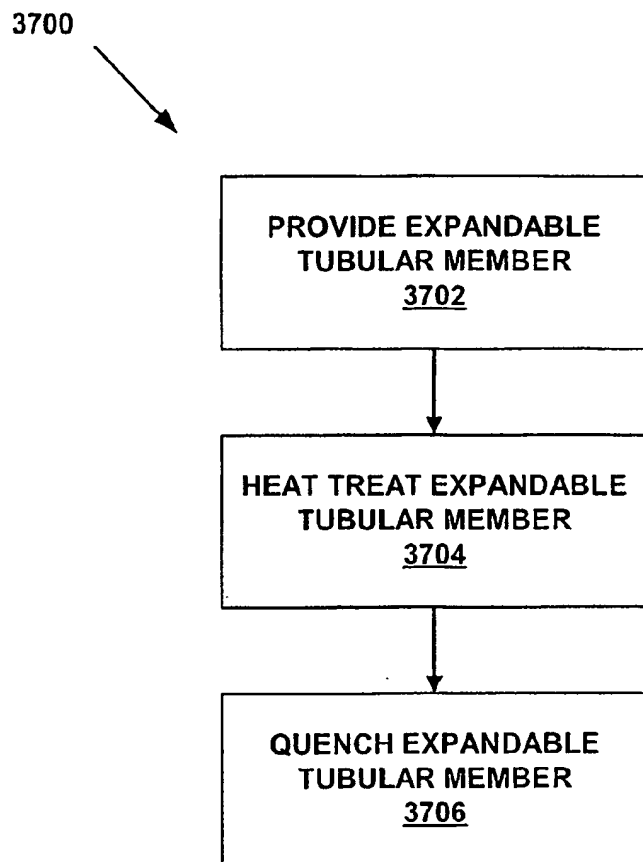 3700
PROVIDE EXPANDABLE
TUBULAR MEMBER
3702
HEAT TREAT EXPANDABLE
TUBULAR MEMBER
3704
QUENCH EXPANDABLE
TUBULAR MEMBER
3706